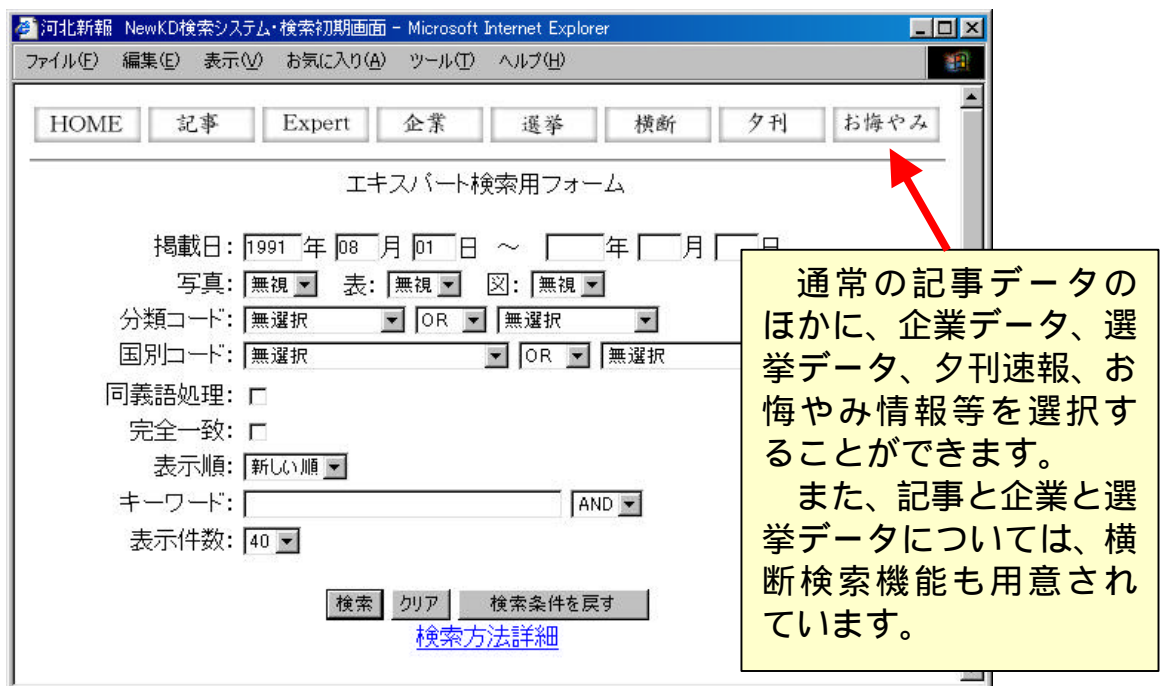 河北新報 NewKD検索システム・検索初期画面 - Microsoft Internet Explorer
ファイル(F) 編集(E) 表示(V) お気に入り(A) ツール(T) ヘルプ(H)
HOME 記事 Expert 企業 選挙 横断 夕刊 お悔やみ
エキスパート検索用フォーム
掲載日: 1991 年 08 月 01 日 ～ 年 月 日
写真: 無視 表: 無視 図: 無視
分類コード: 無選択 OR 無選択
国別コード: 無選択 OR 無選択
同義語処理:
完全一致:
表示順: 新しい順
キーワード: AND
表示件数: 40
検索 クリア 検索条件を戻す
検索方法詳細
通常の記事データの
ほかに、企業データ、選
挙データ、夕刊速報、お
悔やみ情報等を選択す
ることができます。
また、記事と企業と選
挙データについては、横
断検索機能も用意され
ています。